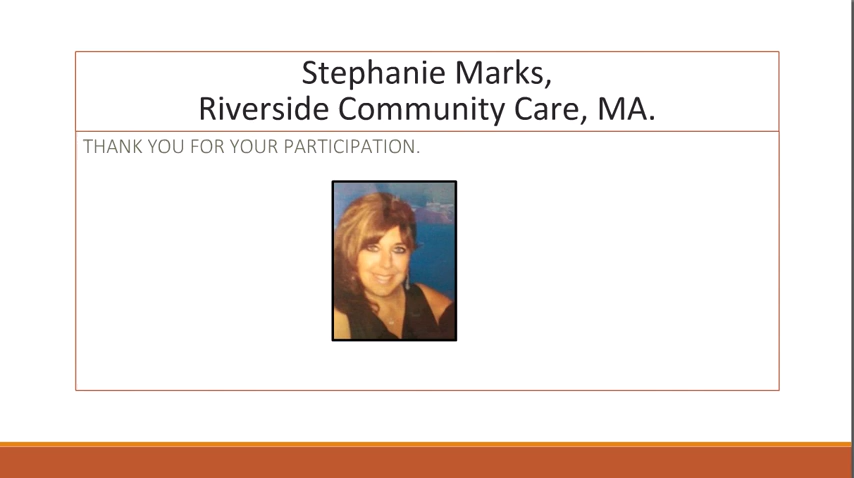 Stephanie Marks,
Riverside Community Care, MA.
THANK YOU FOR YOUR PARTICIPATION.